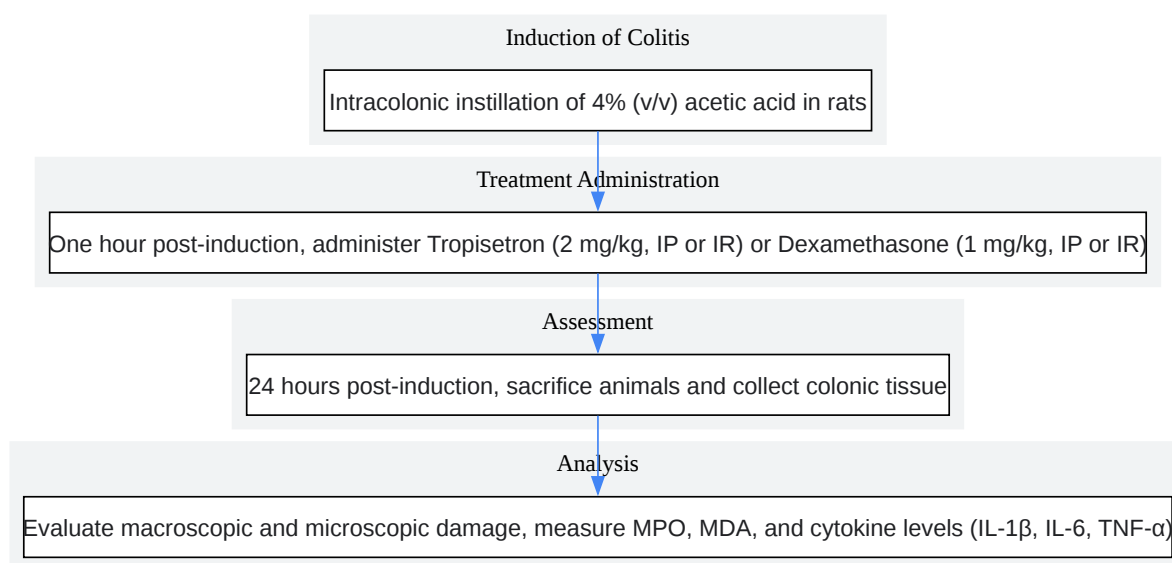 Induction of Colitis
Intracolonic instillation of 4% (v/v) acetic acid in rats
Treatment Administration
One hour post-induction, administer Tropisetron (2 mg/kg, IP or IR) or Dexamethasone (1 mg/kg, IP or IR)
Assessment
24 hours post-induction, sacrifice animals and collect colonic tissue
Analysis
Evaluate macroscopic and microscopic damage, measure MPO, MDA, and cytokine levels (IL-1β, IL-6, TNF-α)